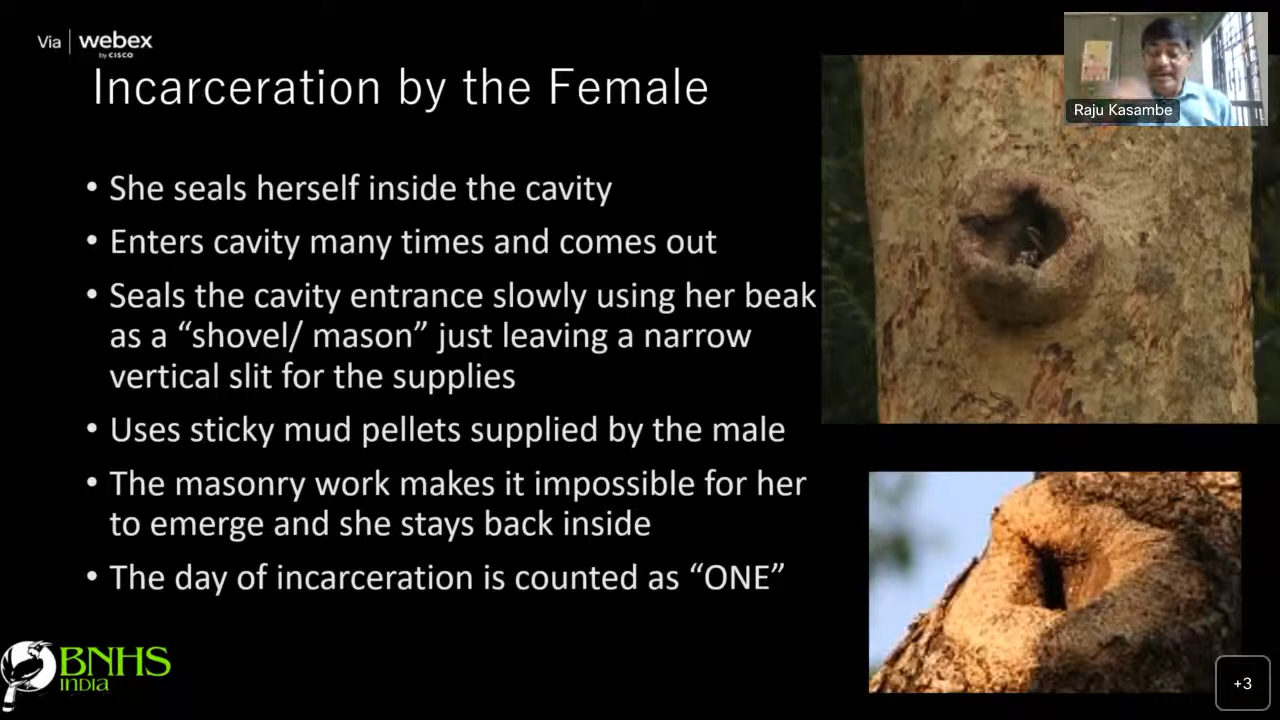 Via webex
by CISCO
Raju Kasambe
Incarceration by the Female
• She seals herself inside the cavity
• Enters cavity many times and comes out
• Seals the cavity entrance slowly using her beak
as a “shovel/ mason” just leaving a narrow
vertical slit for the supplies
• Uses sticky mud pellets supplied by the male
• The masonry work makes it impossible for her
to emerge and she stays back inside
• The day of incarceration is counted as “ONE”
BNHS
INDIA
+3